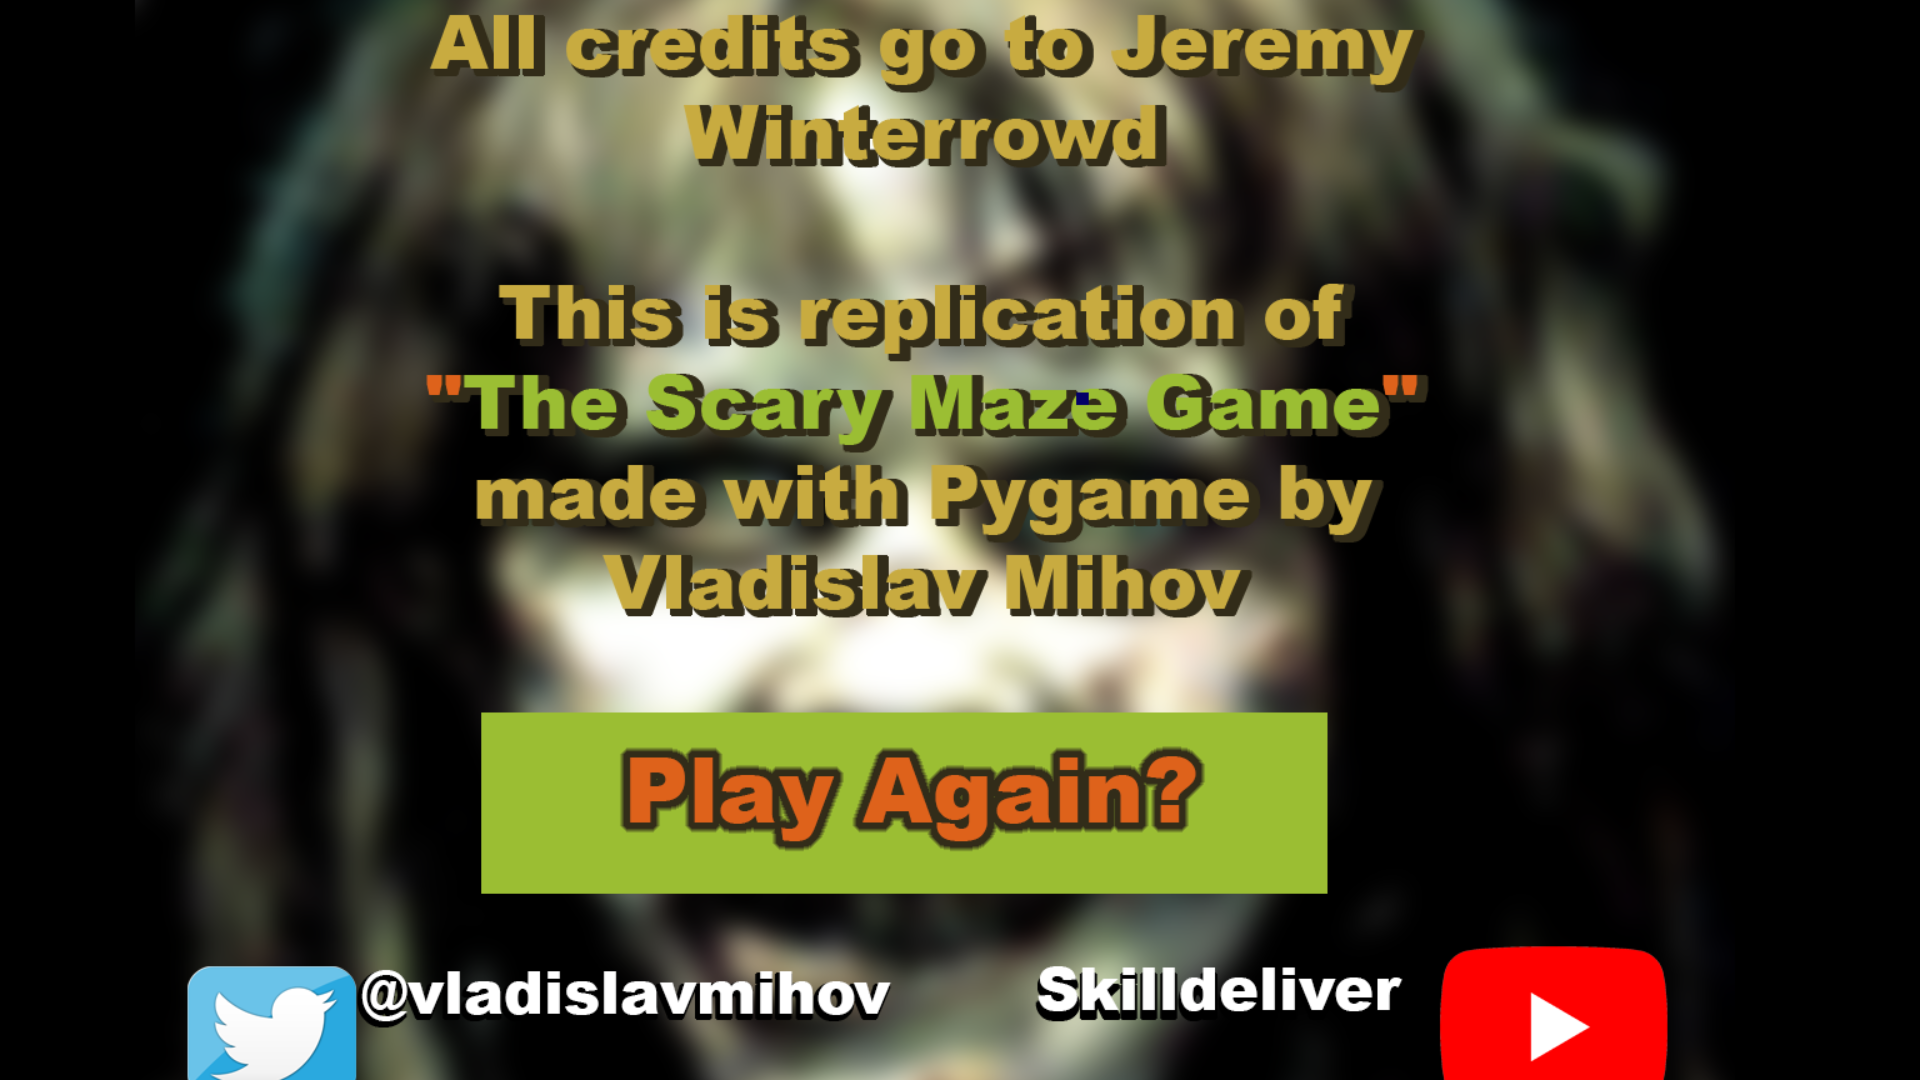 All credits go to Jeremy
Winterrowd
This is replication of
"The Scary Maze Game"
made with Pygame by
Vladislav Mihov
Play Again?
@vladislavmihov
Skilldeliver